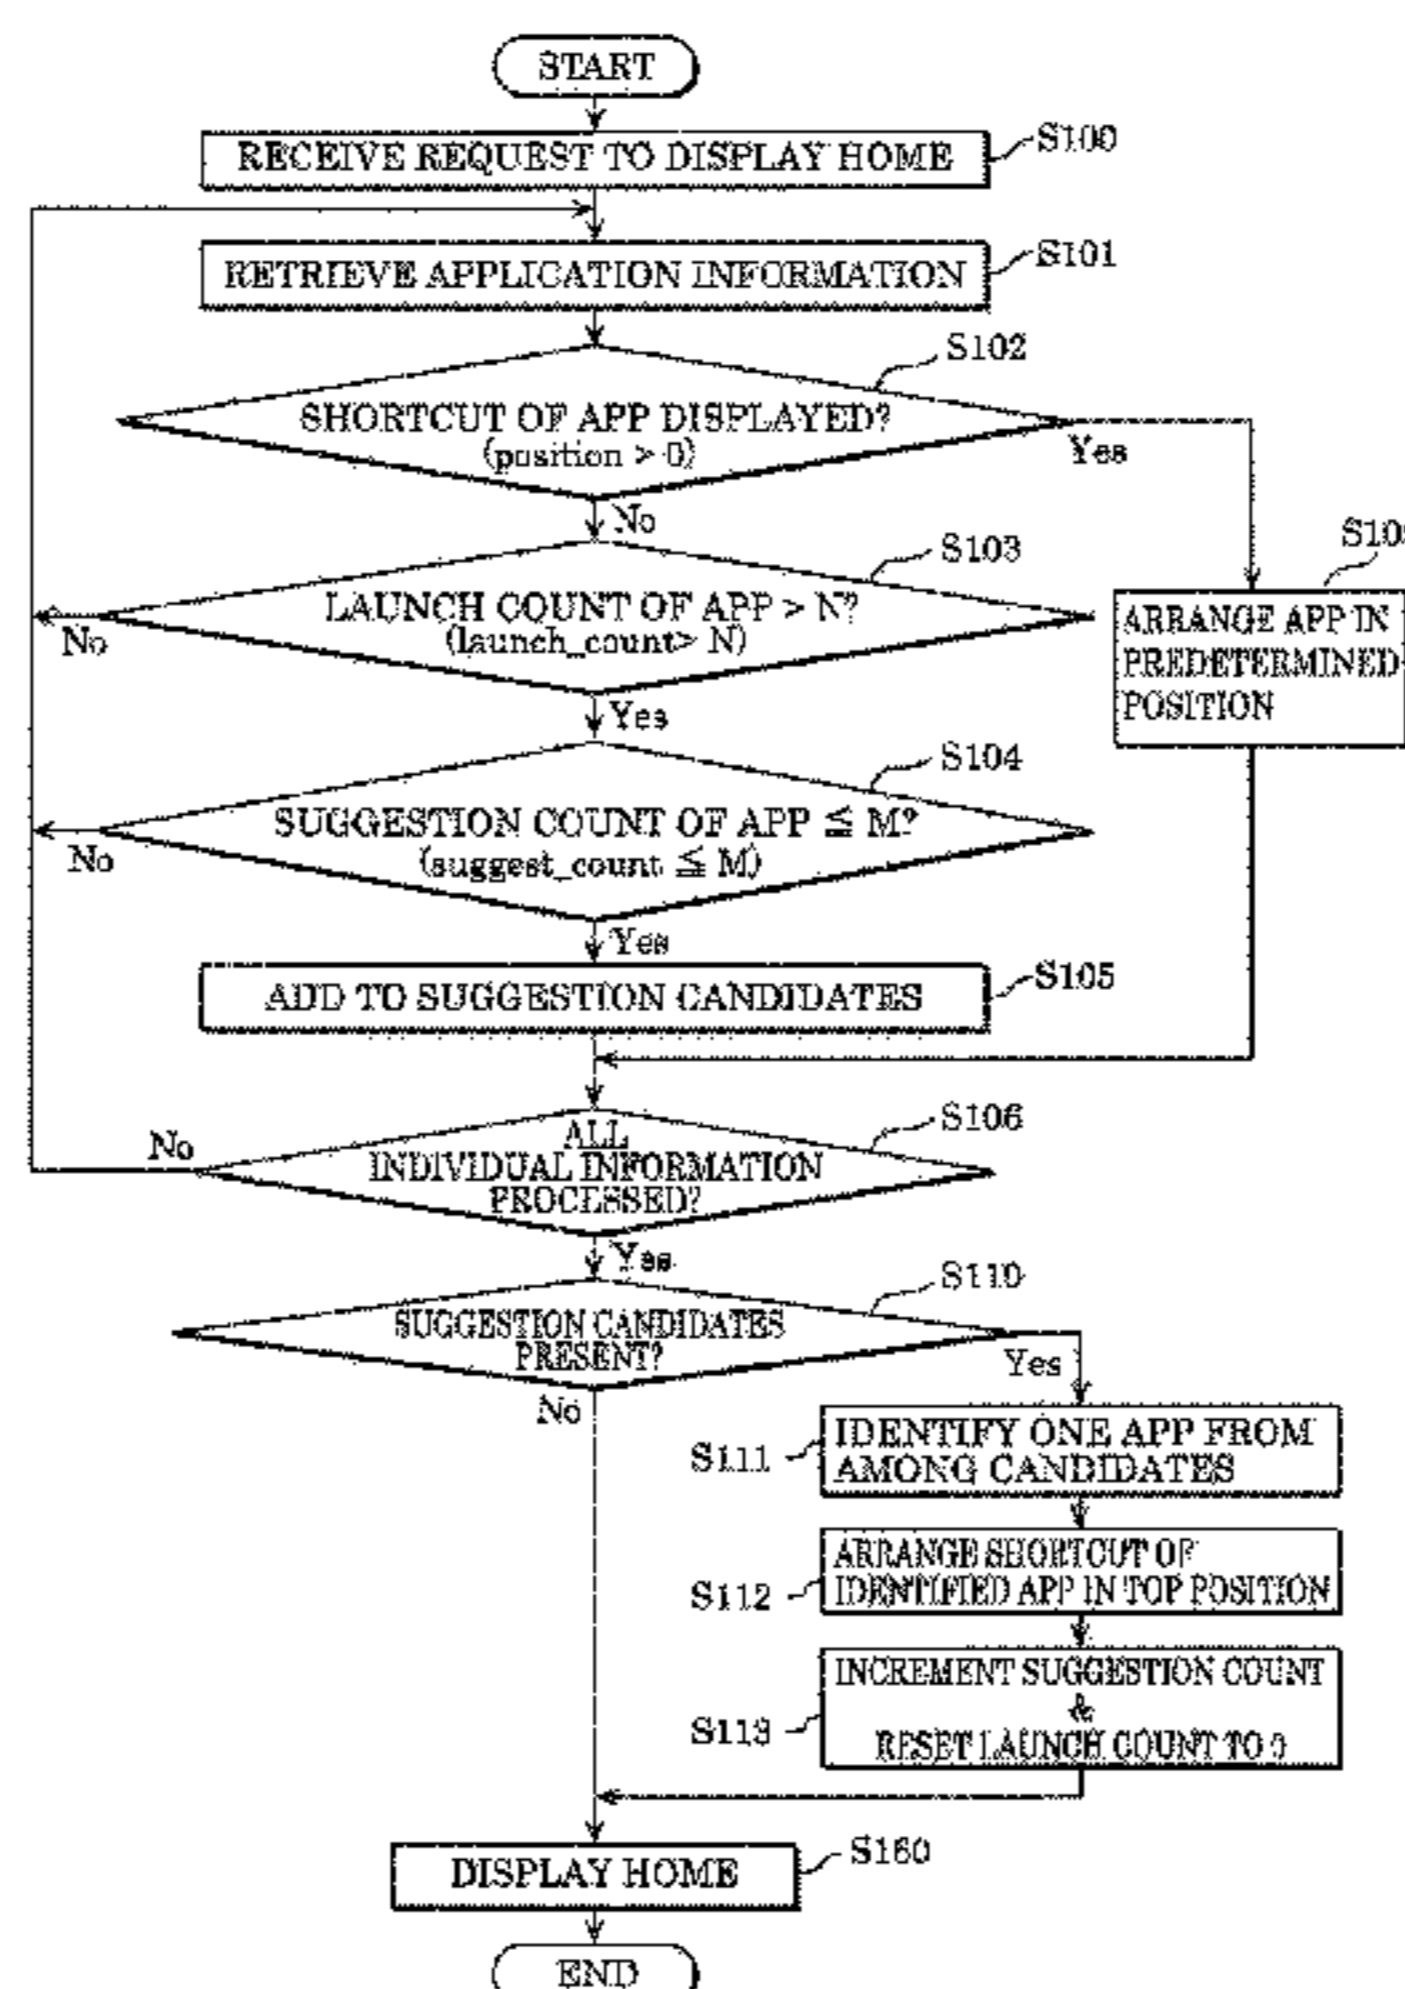 START
RECEIVE REQUEST TO DISPLAY HOME
S100
RETRIEVE APPLICATION INFORMATION
S101
S102
SHORTCUT OF APP DISPLAYED?
(position > 0)
Yes
No
S103
LAUNCH COUNT OF APP > N?
(launch_count> N)
No
Yes
ARRANGE APP IN
PREDETERMINED
POSITION
S104
SUGGESTION COUNT OF APP ≦ M?
(suggest_count ≦ M)
No
Yes
ADD TO SUGGESTION CANDIDATES
S105
S106
ALL
INDIVIDUAL INFORMATION
PROCESSED?
No
Yes
S110
SUGGESTION CANDIDATES
PRESENT?
Yes
No
S111
IDENTIFY ONE APP FROM
AMONG CANDIDATES
S112
ARRANGE SHORTCUT OF
IDENTIFIED APP IN TOP POSITION
S113
INCREMENT SUGGESTION COUNT
&
RESET LAUNCH COUNT TO 0
DISPLAY HOME
S160
END